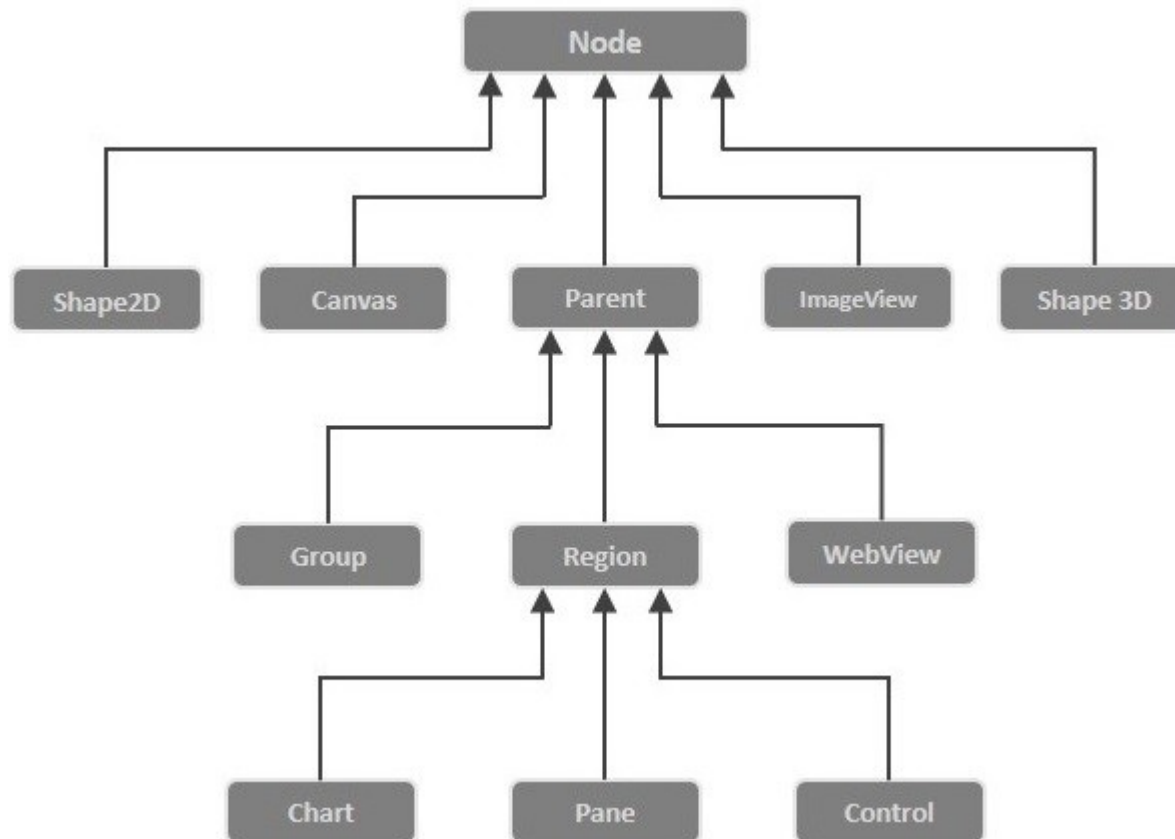 Node
Shape2D
Canvas
Parent
ImageView
Shape 3D
Group
Region
WebView
Chart
Pane
Control